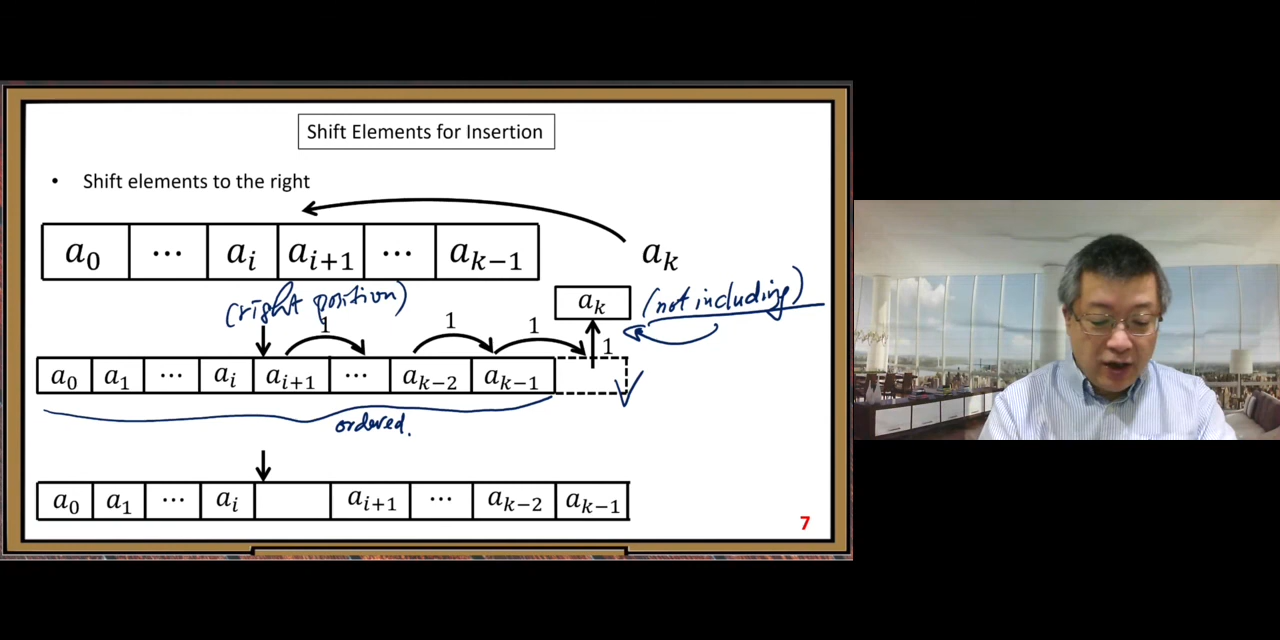 Shift Elements for Insertion
• Shift elements to the right
a₀ ⋯ aᵢ aᵢ₊₁ ⋯ aₖ₋₁ aₖ
(right position) aₖ (not including)
1 1 1 1
a₀ a₁ ⋯ aᵢ aᵢ₊₁ ⋯ aₖ₋₂ aₖ₋₁
ordered.
a₀ a₁ ⋯ aᵢ aᵢ₊₁ ⋯ aₖ₋₂ aₖ₋₁
7